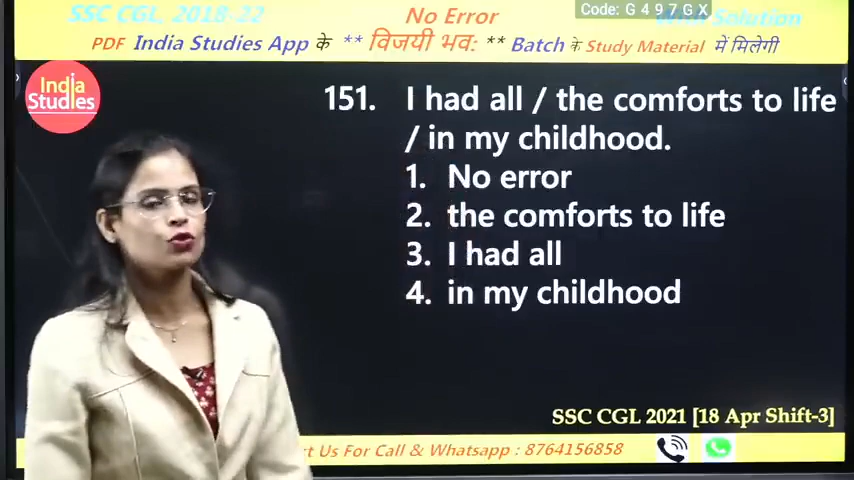 SSC CGL, 2018-22
No Error
With Solution
Code: G497GX
PDF India Studies App के ** विजयी भव: ** Batch के Study Material में मिलेगी
India
Studies
151. I had all / the comforts to life
/ in my childhood.
1. No error
2. the comforts to life
3. I had all
4. in my childhood
SSC CGL 2021 [18 Apr Shift-3]
t Us For Call & Whatsapp : 8764156858